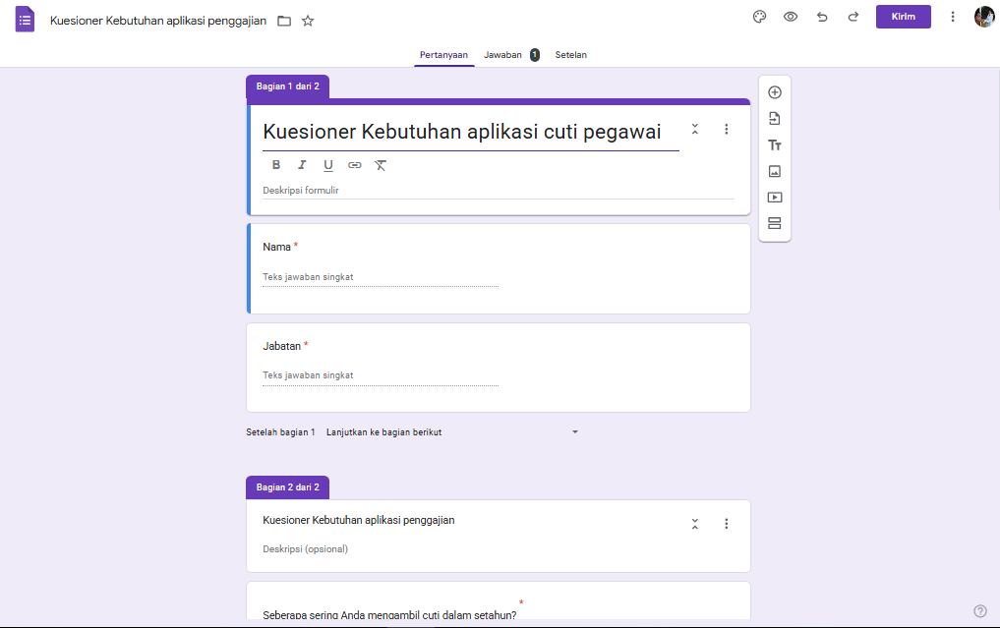 Kuesioner Kebutuhan aplikasi penggajian
Kirim
Pertanyaan Jawaban 1 Setelan
Bagian 1 dari 2
Kuesioner Kebutuhan aplikasi cuti pegawai
B I U
Deskripsi formulir
Nama *
Teks jawaban singkat
Jabatan *
Teks jawaban singkat
Setelah bagian 1 Lanjutkan ke bagian berikut
Bagian 2 dari 2
Kuesioner Kebutuhan aplikasi penggajian
Deskripsi (opsional)
Seberapa sering Anda mengambil cuti dalam setahun? *